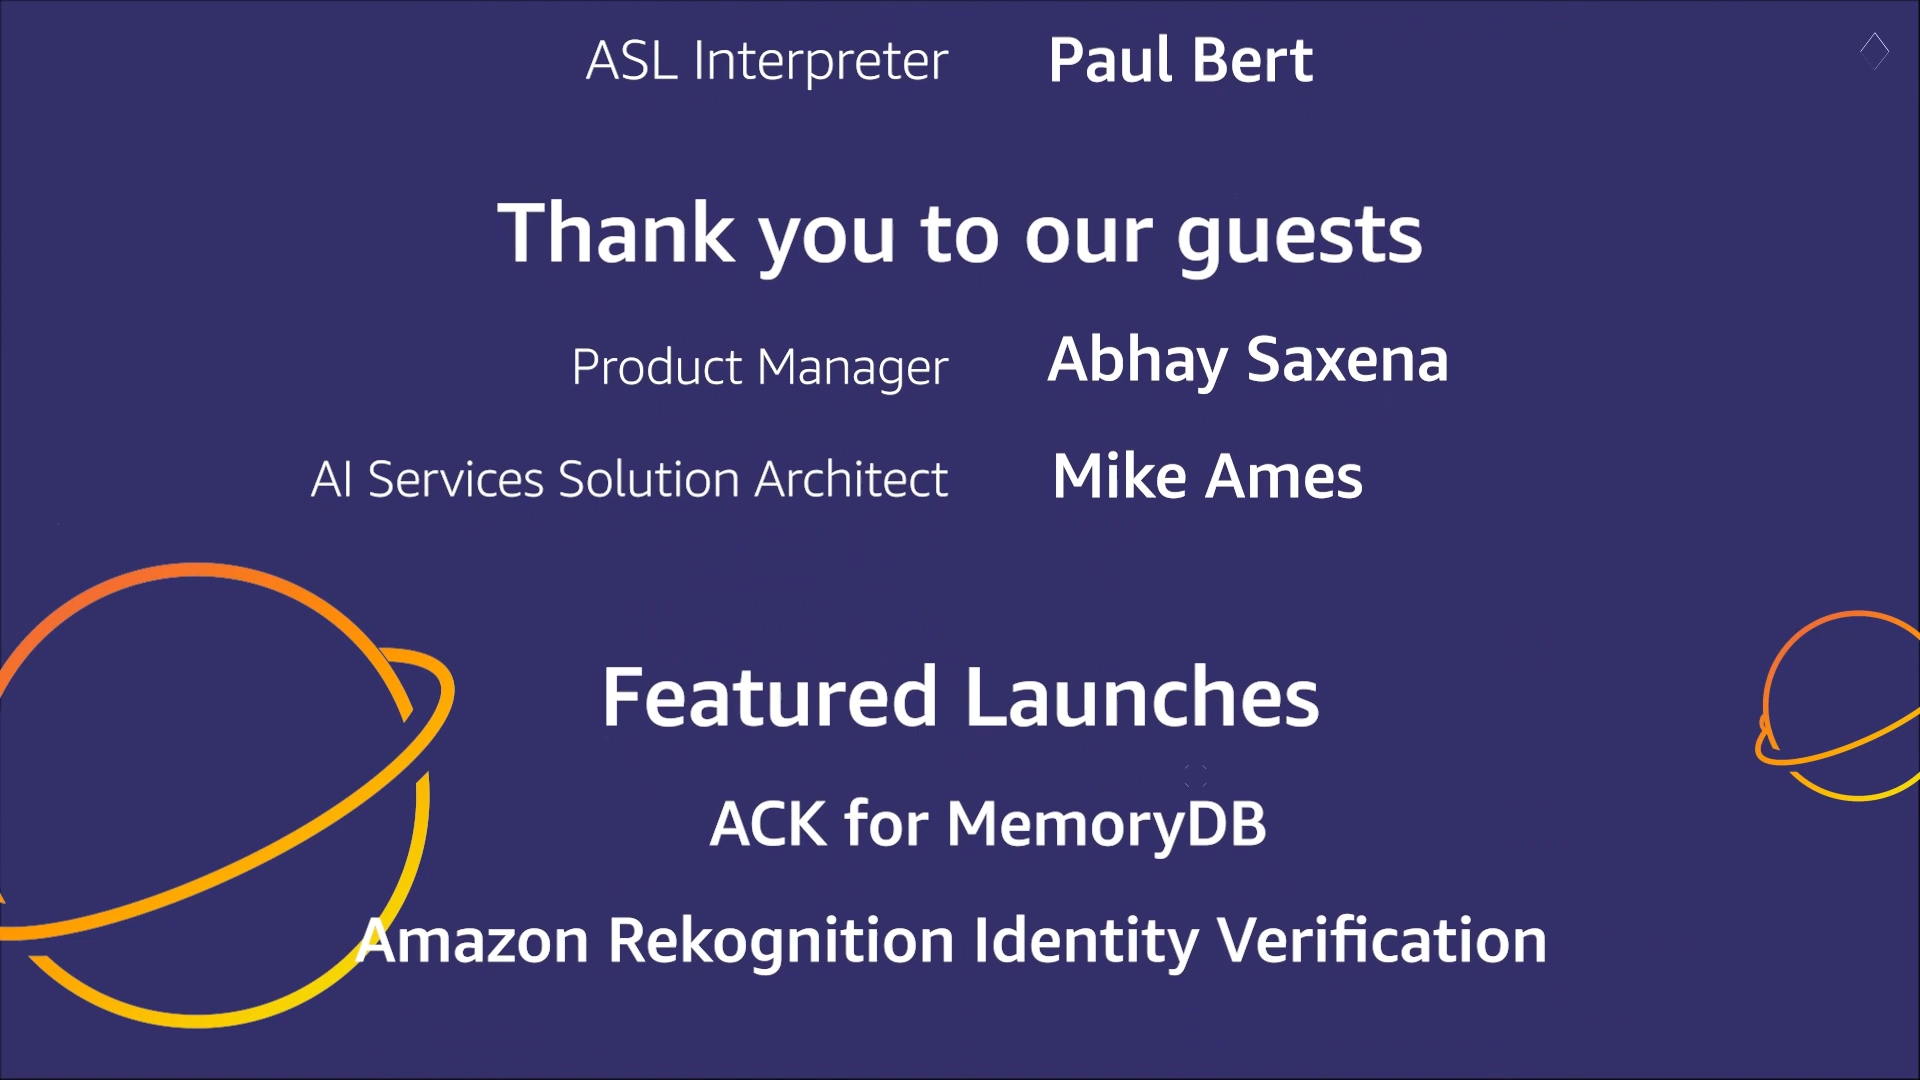 ASL Interpreter Paul Bert
Thank you to our guests
Product Manager Abhay Saxena
AI Services Solution Architect Mike Ames
Featured Launches
ACK for MemoryDB
Amazon Rekognition Identity Verification